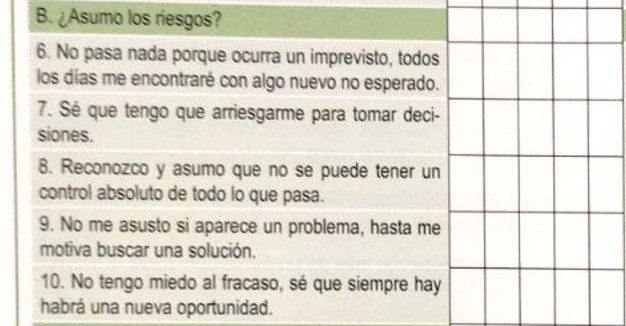 B. ¿Asumo los riesgos?
6. No pasa nada porque ocurra un imprevisto, todos
los días me encontraré con algo nuevo no esperado.
7. Sé que tengo que arriesgarme para tomar deci-
siones.
8. Reconozco y asumo que no se puede tener un
control absoluto de todo lo que pasa.
9. No me asusto si aparece un problema, hasta me
motiva buscar una solución.
10. No tengo miedo al fracaso, sé que siempre hay
habrá una nueva oportunidad.